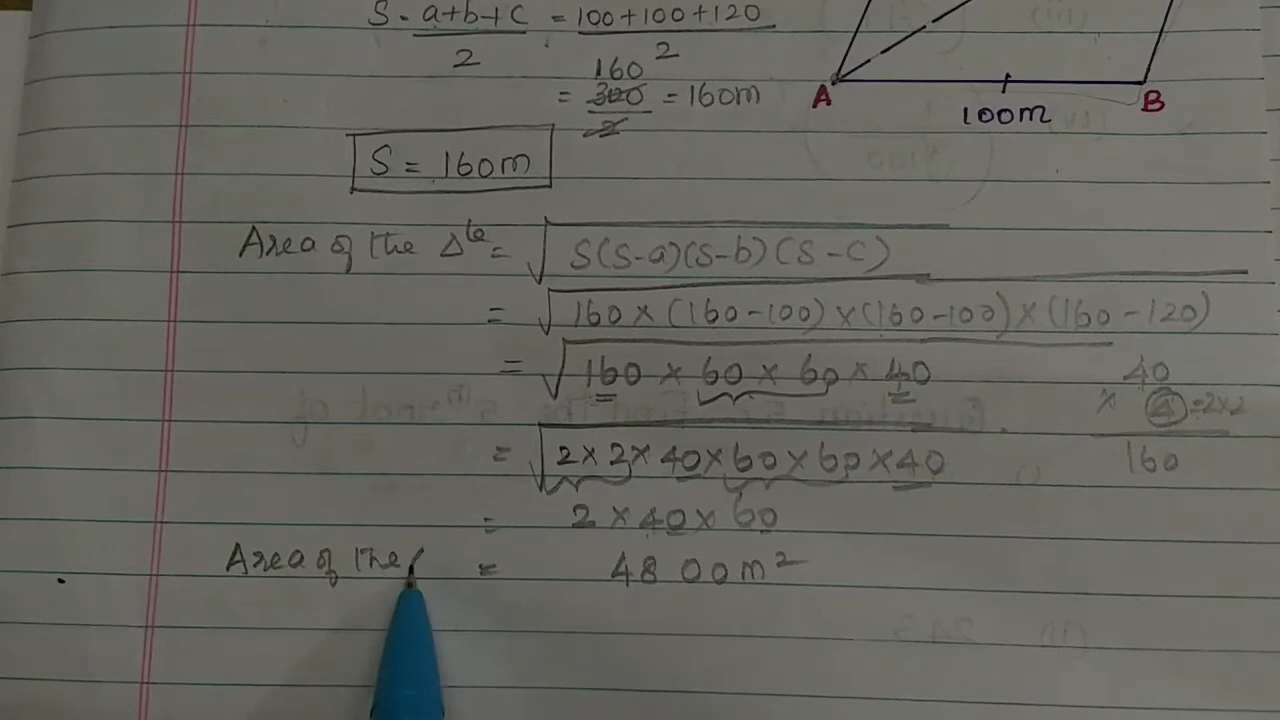 S = a+b+c/2 = 100+100+120/2
= 320/2 = 160m
160
A
B
100m
S = 160m
Area of the Δle = √S(S-a)(S-b)(S-c)
= √160×(160-100)×(160-100)×(160-120)
= √160 × 60 × 60 × 40
40
× 4 = 2×2
160
= √2×2×40×60×60×40
= 2×40×60
Area of the = 4800m²